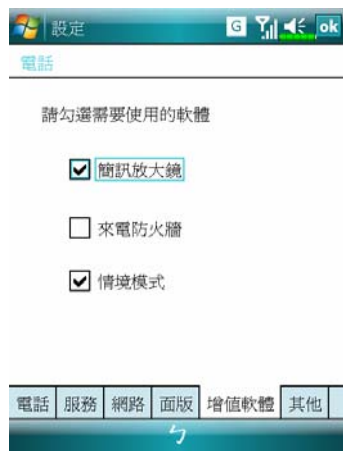 設定 G ok
電話
請勾選需要使用的軟體
簡訊放大鏡
來電防火牆
情境模式
電話 服務 網路 面版 增值軟體 其他
ㄅ